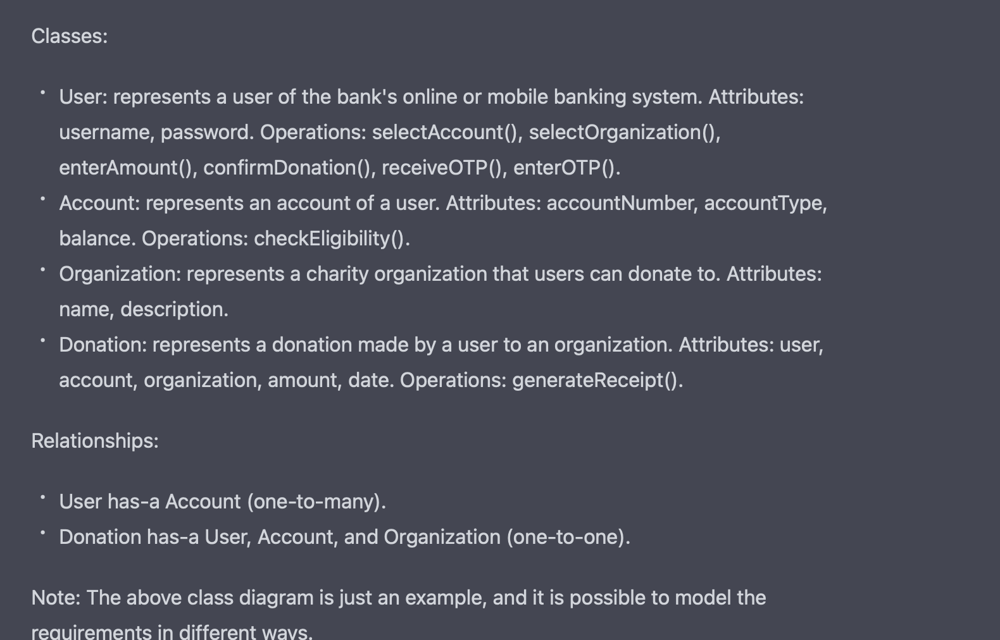 Classes:
• User: represents a user of the bank's online or mobile banking system. Attributes:
username, password. Operations: selectAccount(), selectOrganization(),
enterAmount(), confirmDonation(), receiveOTP(), enterOTP().
• Account: represents an account of a user. Attributes: accountNumber, accountType,
balance. Operations: checkEligibility().
• Organization: represents a charity organization that users can donate to. Attributes:
name, description.
• Donation: represents a donation made by a user to an organization. Attributes: user,
account, organization, amount, date. Operations: generateReceipt().
Relationships:
• User has-a Account (one-to-many).
• Donation has-a User, Account, and Organization (one-to-one).
Note: The above class diagram is just an example, and it is possible to model the
requirements in different ways.